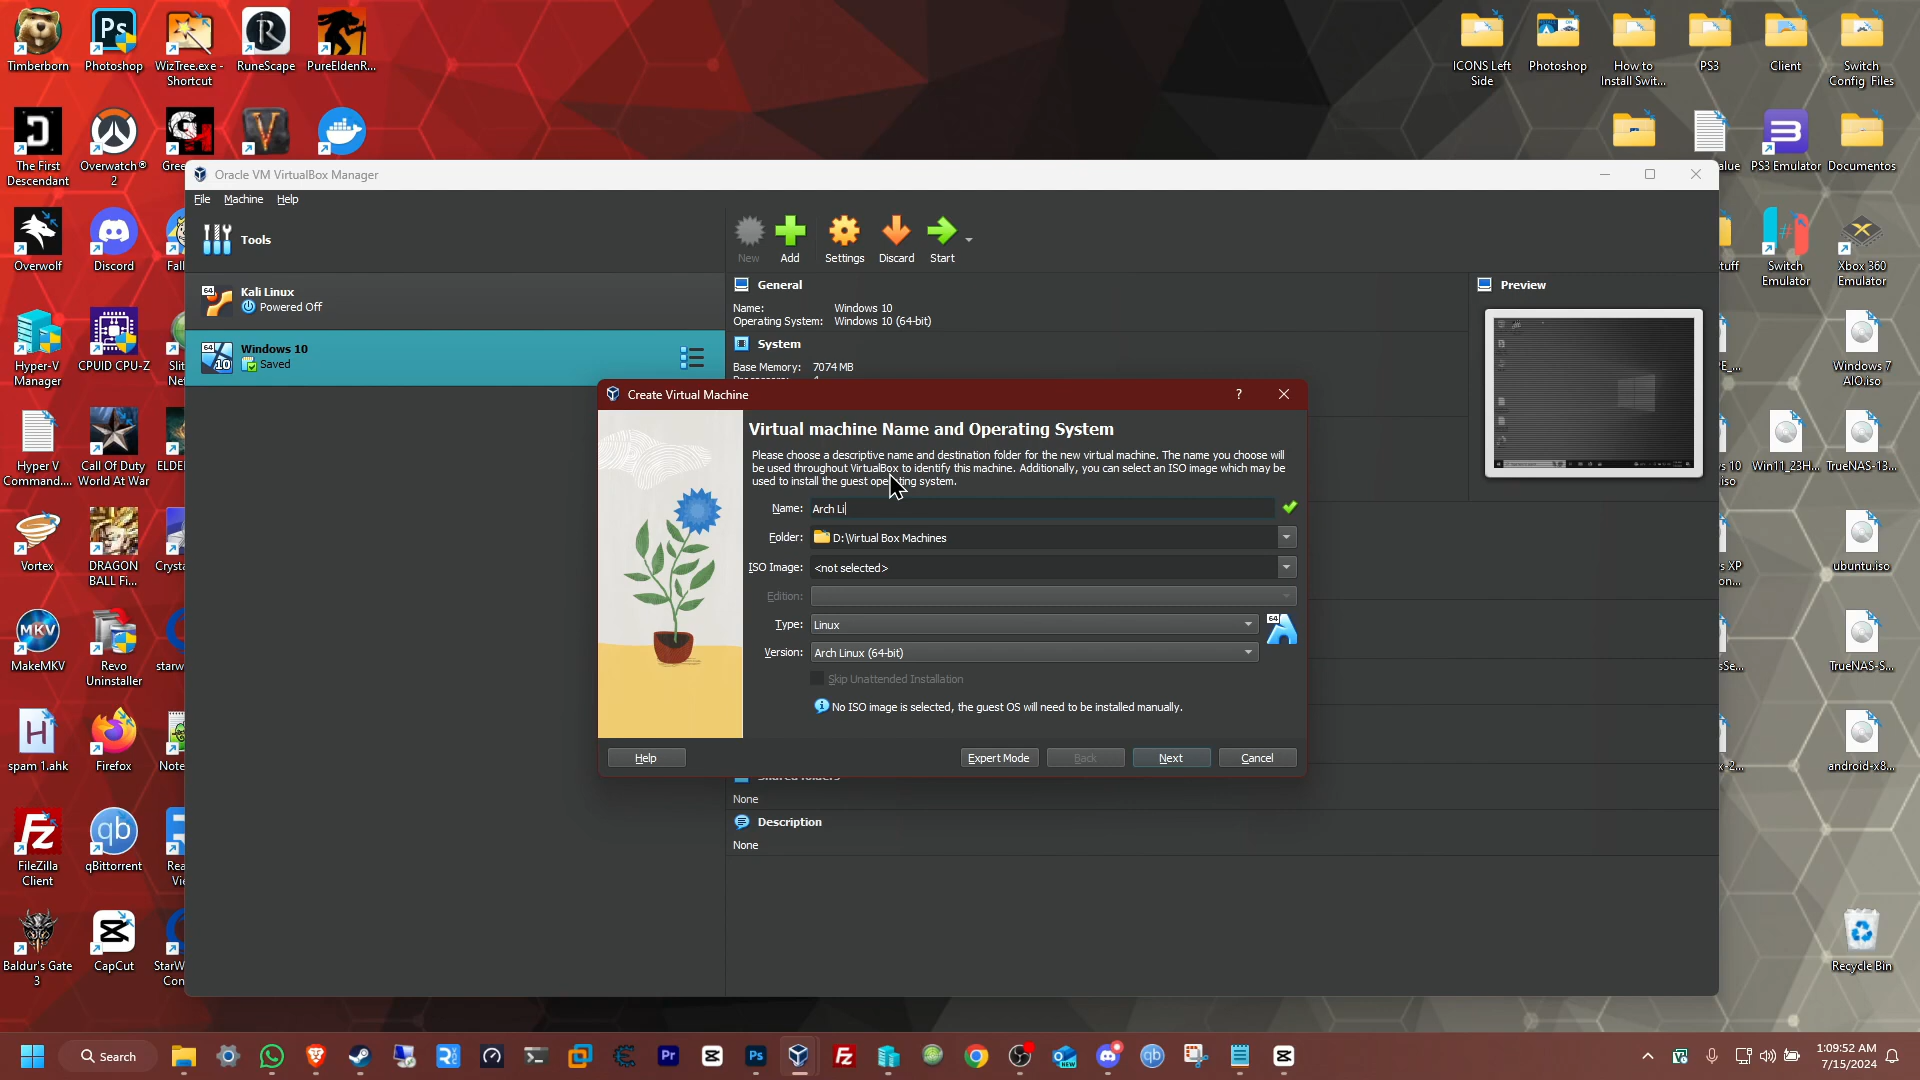 Timberborn
Photoshop
WizTree.exe - Shortcut
RuneScape
PureEldenR...
ICONS Left Side
Photoshop
How to Install Swit...
PS3
Client
Switch Config Files
The First Descendant
Overwatch® 2
Gree
PS3 Emulator
Documentos
Overwolf
Discord
Fall
Switch Emulator
Xbox 360 Emulator
Hyper-V Manager
CPUID CPU-Z
Windows 7 AIO.iso
Hyper V Command....
Call Of Duty World At War
ELDE
Win11_23H...
TrueNAS-13...
Vortex
DRAGON BALL Fi...
Cryst
ubuntu.iso
MakeMKV
Revo Uninstaller
starw
TrueNAS-S...
spam 1.ahk
Firefox
Note
android-x8...
FileZilla Client
qBittorrent
Baldur's Gate 3
CapCut
StarW
Recycle Bin
Oracle VM VirtualBox Manager
File Machine Help
Tools
New Add Settings Discard Start
Kali Linux
Powered Off
Windows 10
Saved
General
Name: Windows 10
Operating System: Windows 10 (64-bit)
System
Base Memory: 7074 MB
Preview
Create Virtual Machine
?
Virtual machine Name and Operating System
Please choose a descriptive name and destination folder for the new virtual machine. The name you choose will
be used throughout VirtualBox to identify this machine. Additionally, you can select an ISO image which may be
used to install the guest operating system.
Name: Arch Li
Folder: D:\Virtual Box Machines
ISO Image: <not selected>
Edition:
Type: Linux
Version: Arch Linux (64-bit)
Skip Unattended Installation
No ISO image is selected, the guest OS will need to be installed manually.
Help Expert Mode Back Next Cancel
None
Description
None
Search
1:09:52 AM
7/15/2024